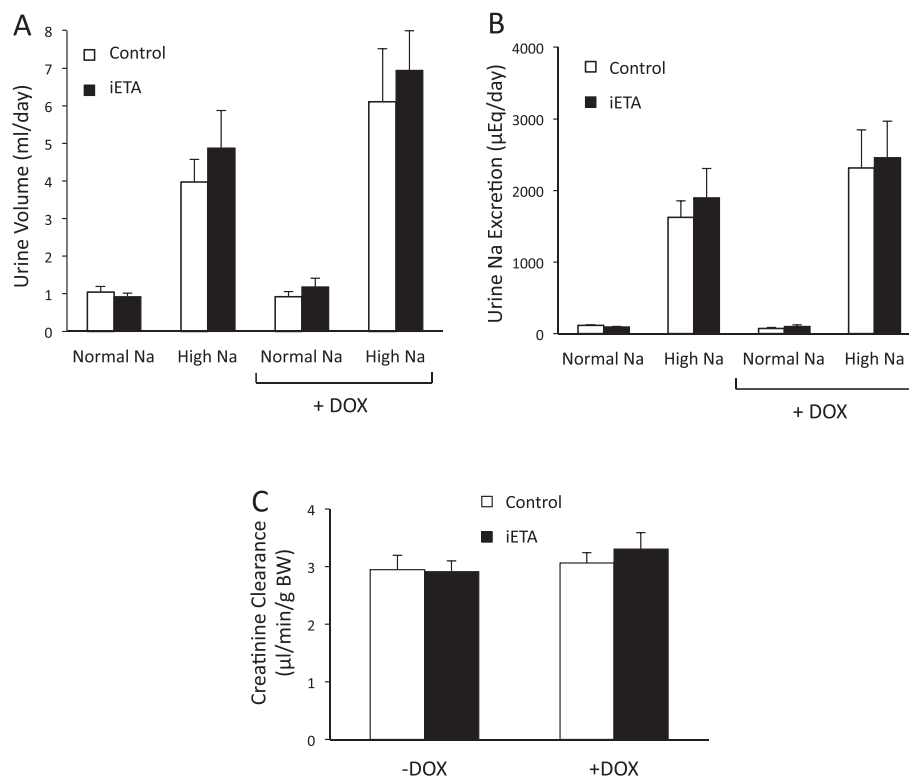 A
Urine Volume (ml/day)
8
7
6
5
4
3
2
1
0
Control
iETA
Normal Na High Na Normal Na High Na
+ DOX
B
Urine Na Excretion (µEq/day)
4000
3000
2000
1000
0
Control
iETA
Normal Na High Na Normal Na High Na
+ DOX
C
Creatinine Clearance
(µl/min/g BW)
4
3
2
1
0
Control
iETA
-DOX +DOX